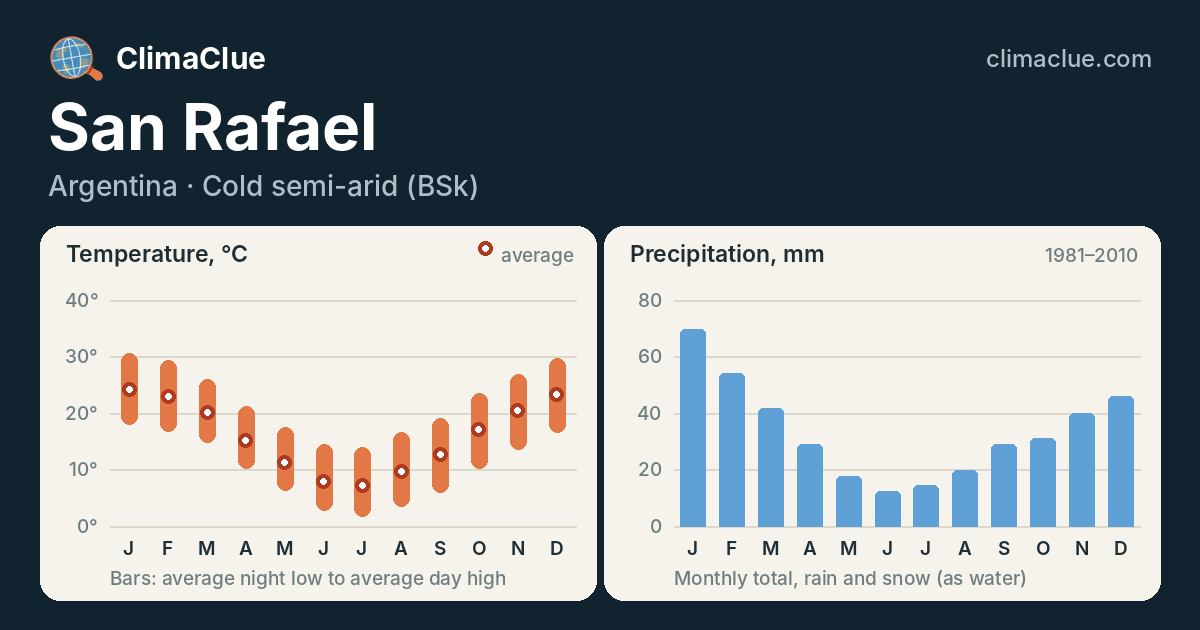 ClimaClue
climaclue.com
San Rafael
Argentina · Cold semi-arid (BSk)
Temperature, °C
average
40°
30°
20°
10°
0°
J F M A M J J A S O N D
Bars: average night low to average day high
Precipitation, mm
1981–2010
80
60
40
20
0
J F M A M J J A S O N D
Monthly total, rain and snow (as water)